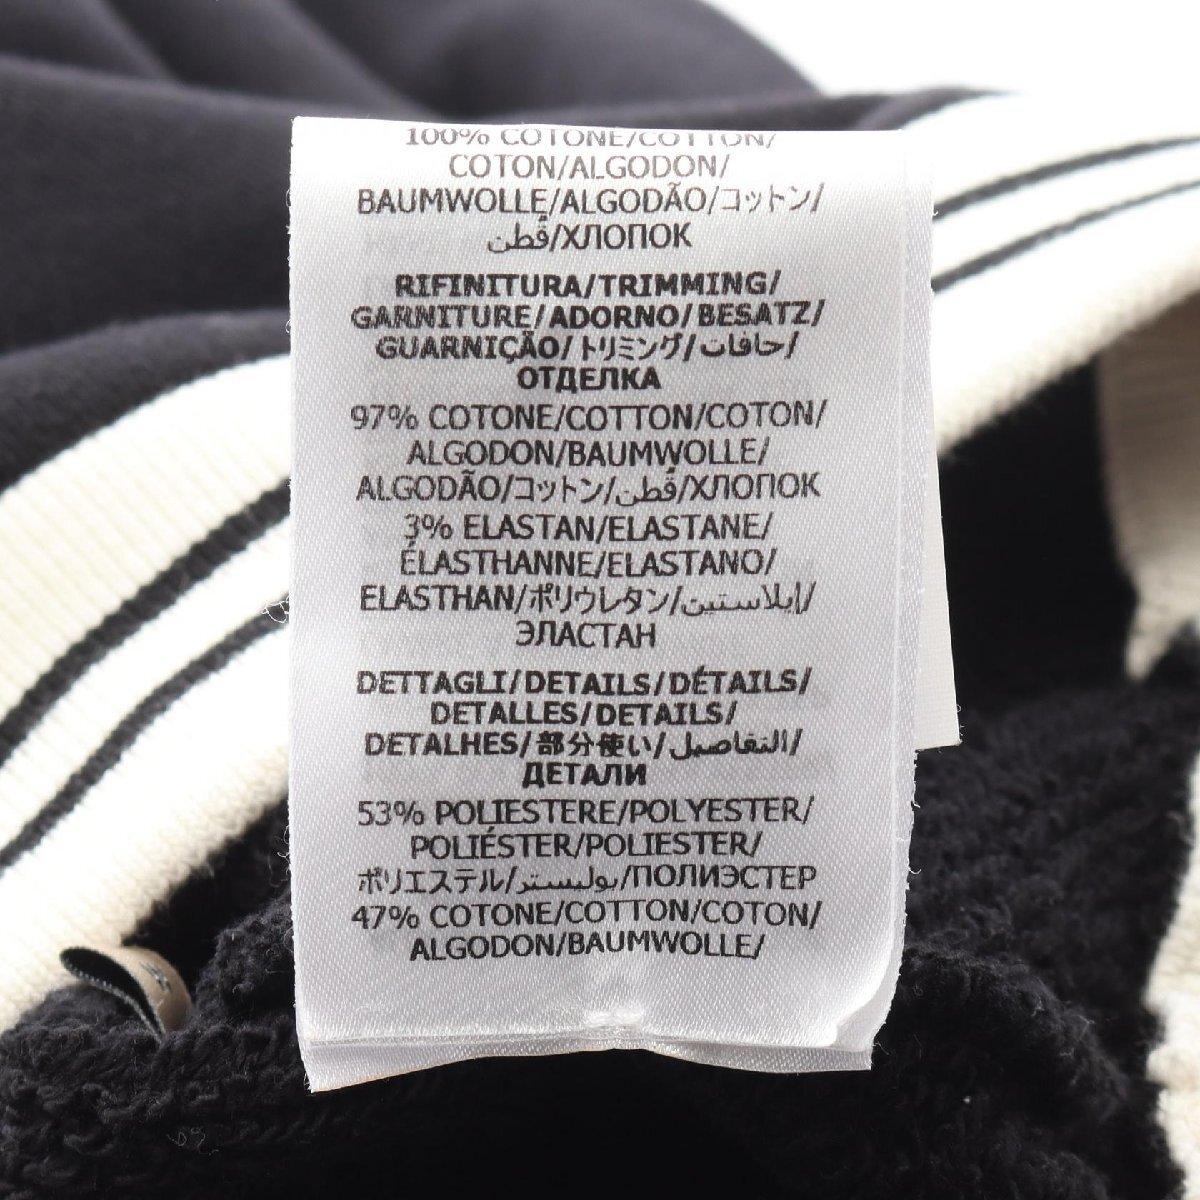 100% COTONE/COTTON/
COTON/ALGODON/
BAUMWOLLE/ALGODÃO/コットン/
قطن/ХЛОПОК
RIFINITURA/TRIMMING/
GARNITURE/ADORNO/BESATZ/
GUARNIÇÃO/トリミング/حافات/
ОТДЕЛКА
97% COTONE/COTTON/COTON/
ALGODON/BAUMWOLLE/
ALGODÃO/コットン/قطن/ХЛОПОК
3% ELASTAN/ELASTANE/
ÉLASTHANNE/ELASTANO/
ELASTHAN/ポリウレタン/إيلاستين/
ЭЛАСТАН
DETTAGLI/DETAILS/DÉTAILS/
DETALLES/DETAILS/
DETALHES/部分使い/التفاصيل/
ДЕТАЛИ
53% POLIESTERE/POLYESTER/
POLIÉSTER/POLIESTER/
ポリエステル/بوليستر/ПОЛИЭСТЕР
47% COTONE/COTTON/COTON/
ALGODON/BAUMWOLLE/